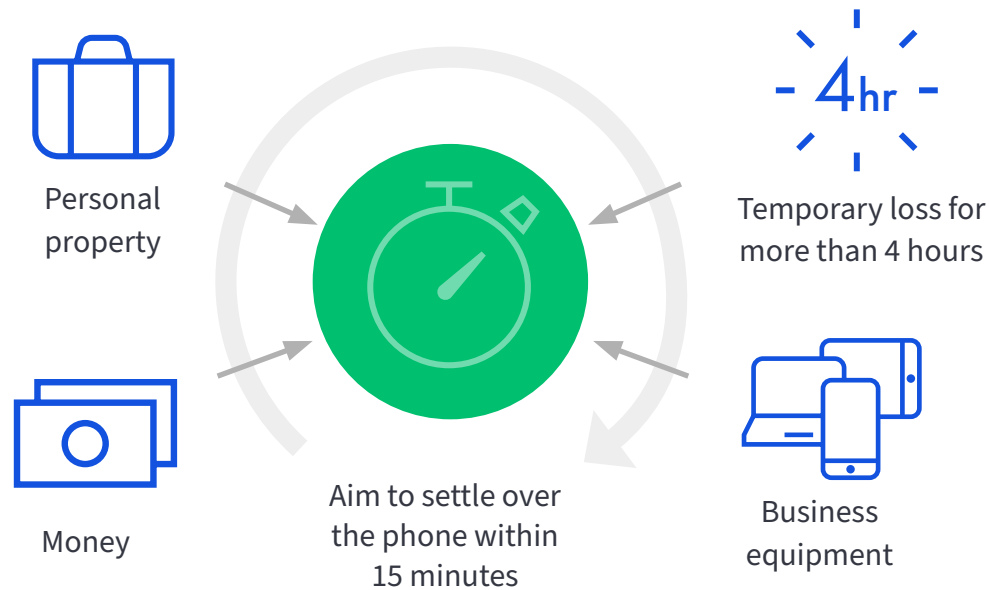 4hr
Personal
property
Temporary loss for
more than 4 hours
Money
Aim to settle over
the phone within
15 minutes
Business
equipment